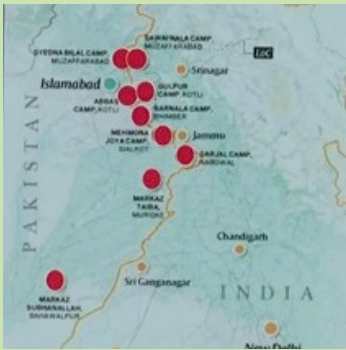 SAWAI NALA CAMP,
MUZAFFARABAD
SYEDNA BILAL CAMP,
MUZAFFARABAD
LoC
Srinagar
Islamabad
GULPUR
CAMP, KOTLI
ABBAS
CAMP, KOTLI
BARNALA CAMP,
BHIMBER
MEHMONA
JOYA CAMP,
SIALKOT
Jammu
SARJAL CAMP,
NAROWAL
MARKAZ
TAIBA,
MURIDKE
PAKISTAN
Chandigarh
Sri Ganganagar
MARKAZ
SUBHANALLAH,
BAHAWALPUR
INDIA
New Delhi